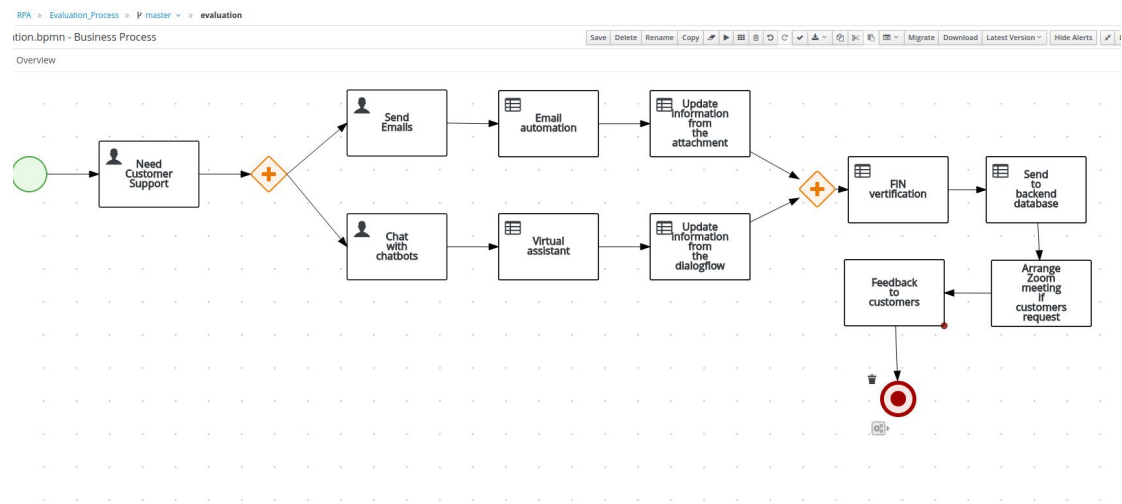 RPA » Evaluation_Process » master » evaluation
tion.bpmn - Business Process
Save Delete Rename Copy Migrate Download Latest Version Hide Alerts
Overview
Need
Customer
Support
Send
Emails
Email
automation
Update
information
from
the
attachment
Chat
with
chatbots
Virtual
assistant
Update
information
from
the
dialogflow
FIN
vertification
Send
to
backend
database
Arrange
Zoom
meeting
if
customers
request
Feedback
to
customers